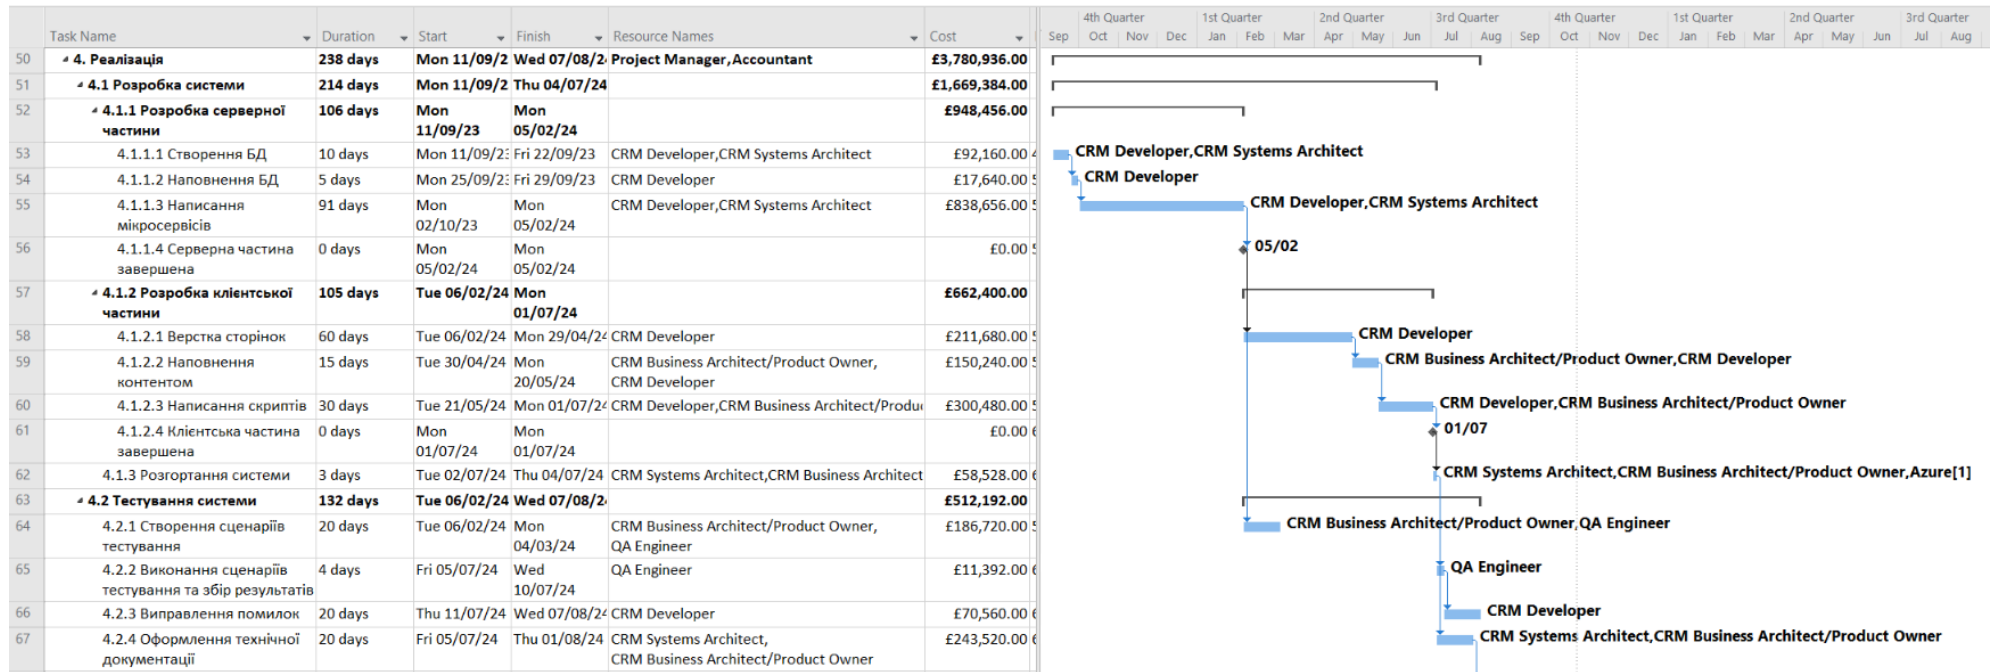 Task Name Duration Start Finish Resource Names Cost
4th Quarter 1st Quarter 2nd Quarter 3rd Quarter 4th Quarter 1st Quarter 2nd Quarter 3rd Quarter
Sep Oct Nov Dec Jan Feb Mar Apr May Jun Jul Aug Sep Oct Nov Dec Jan Feb Mar Apr May Jun Jul Aug
50 4. Реалізація 238 days Mon 11/09/2 Wed 07/08/2 Project Manager,Accountant £3,780,936.00
51 4.1 Розробка системи 214 days Mon 11/09/2 Thu 04/07/24 £1,669,384.00
52 4.1.1 Розробка серверної 106 days Mon Mon £948,456.00
частини 11/09/23 05/02/24
53 4.1.1.1 Створення БД 10 days Mon 11/09/23 Fri 22/09/23 CRM Developer,CRM Systems Architect £92,160.00 CRM Developer,CRM Systems Architect
54 4.1.1.2 Наповнення БД 5 days Mon 25/09/23 Fri 29/09/23 CRM Developer £17,640.00 CRM Developer
55 4.1.1.3 Написання 91 days Mon Mon CRM Developer,CRM Systems Architect £838,656.00 CRM Developer,CRM Systems Architect
мікросервісів 02/10/23 05/02/24
56 4.1.1.4 Серверна частина 0 days Mon Mon £0.00 05/02
завершена 05/02/24 05/02/24
57 4.1.2 Розробка клієнтської 105 days Tue 06/02/24 Mon £662,400.00
частини 01/07/24
58 4.1.2.1 Верстка сторінок 60 days Tue 06/02/24 Mon 29/04/24 CRM Developer £211,680.00 CRM Developer
59 4.1.2.2 Наповнення 15 days Tue 30/04/24 Mon CRM Business Architect/Product Owner, £150,240.00 CRM Business Architect/Product Owner,CRM Developer
контентом 20/05/24 CRM Developer
60 4.1.2.3 Написання скриптів 30 days Tue 21/05/24 Mon 01/07/24 CRM Developer,CRM Business Architect/Produ £300,480.00 CRM Developer,CRM Business Architect/Product Owner
61 4.1.2.4 Клієнтська частина 0 days Mon Mon £0.00 01/07
завершена 01/07/24 01/07/24
62 4.1.3 Розгортання системи 3 days Tue 02/07/24 Thu 04/07/24 CRM Systems Architect,CRM Business Architect £58,528.00 CRM Systems Architect,CRM Business Architect/Product Owner,Azure[1]
63 4.2 Тестування системи 132 days Tue 06/02/24 Wed 07/08/2 £512,192.00
64 4.2.1 Створення сценаріїв 20 days Tue 06/02/24 Mon CRM Business Architect/Product Owner, £186,720.00 CRM Business Architect/Product Owner,QA Engineer
тестування 04/03/24 QA Engineer
65 4.2.2 Виконання сценаріїв 4 days Fri 05/07/24 Wed QA Engineer £11,392.00 QA Engineer
тестування та збір результатів 10/07/24
66 4.2.3 Виправлення помилок 20 days Thu 11/07/24 Wed 07/08/24 CRM Developer £70,560.00 CRM Developer
67 4.2.4 Оформлення технічної 20 days Fri 05/07/24 Thu 01/08/24 CRM Systems Architect, £243,520.00 CRM Systems Architect,CRM Business Architect/Product Owner
документації CRM Business Architect/Product Owner